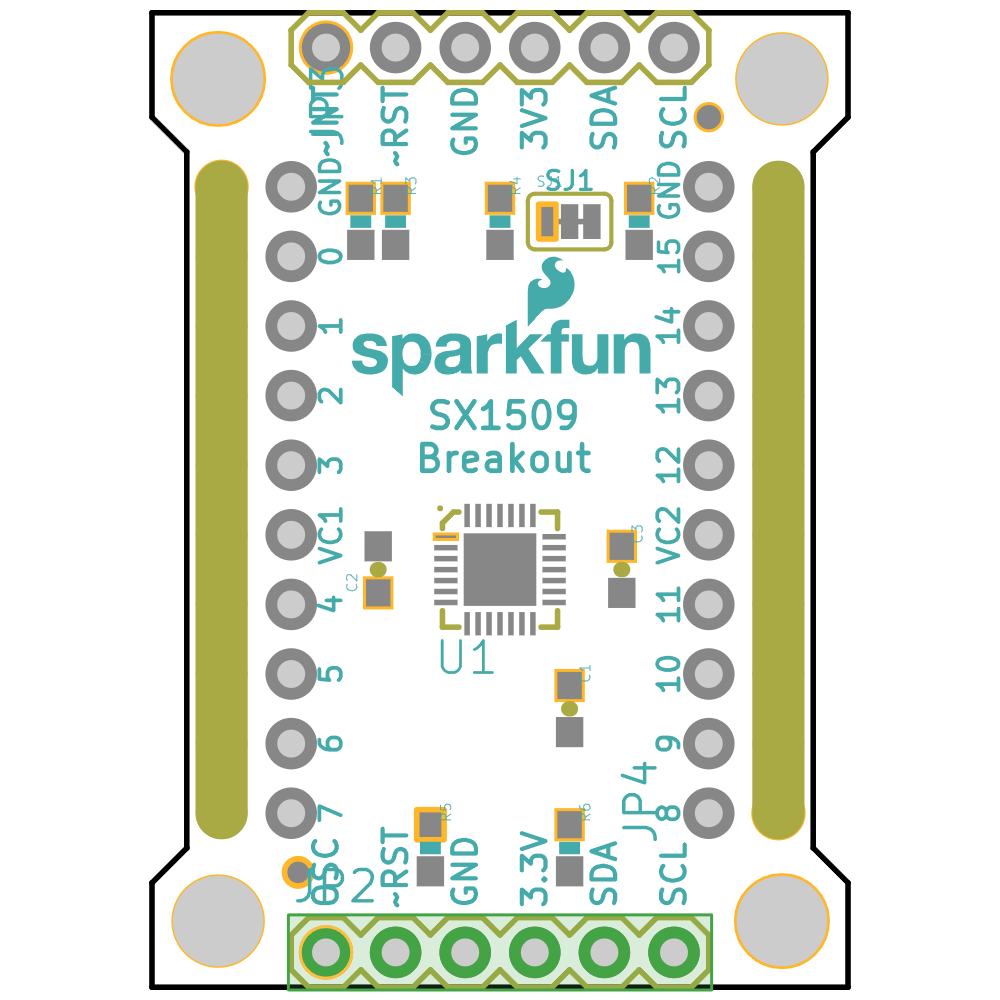 ~INT
~RST
GND
3V3
SDA
SCL
JP3
GND
0
1
2
3
VC1
4
5
6
7
R1
R3
R4
SJ1
R2
GND
15
14
13
12
VC2
11
10
9
8
sparkfun
SX1509
Breakout
C2
C3
U1
C1
R5
R6
JP4
OSC
~RST
GND
3.3V
SDA
SCL
JP2